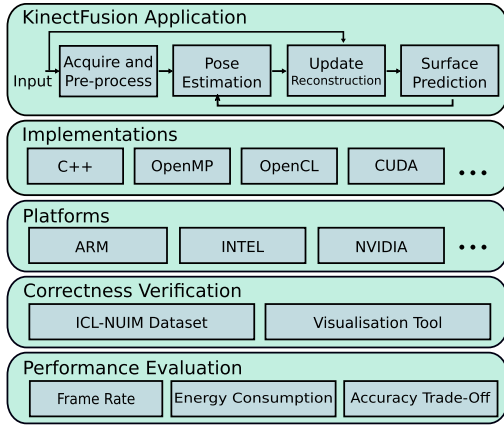 KinectFusion Application
Input
Acquire and
Pre-process
Pose
Estimation
Update
Reconstruction
Surface
Prediction
Implementations
C++
OpenMP
OpenCL
CUDA
•••
Platforms
ARM
INTEL
NVIDIA
•••
Correctness Verification
ICL-NUIM Dataset
Visualisation Tool
Performance Evaluation
Frame Rate
Energy Consumption
Accuracy Trade-Off